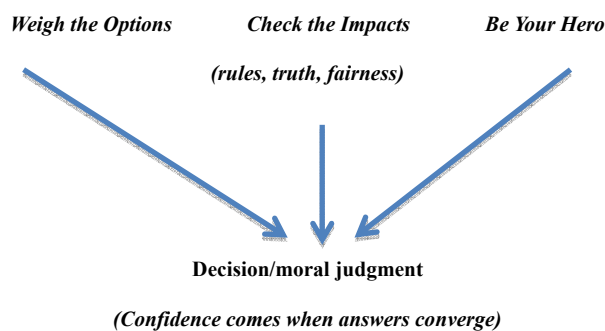 Weigh the Options Check the Impacts Be Your Hero
(rules, truth, fairness)
Decision/moral judgment
(Confidence comes when answers converge)